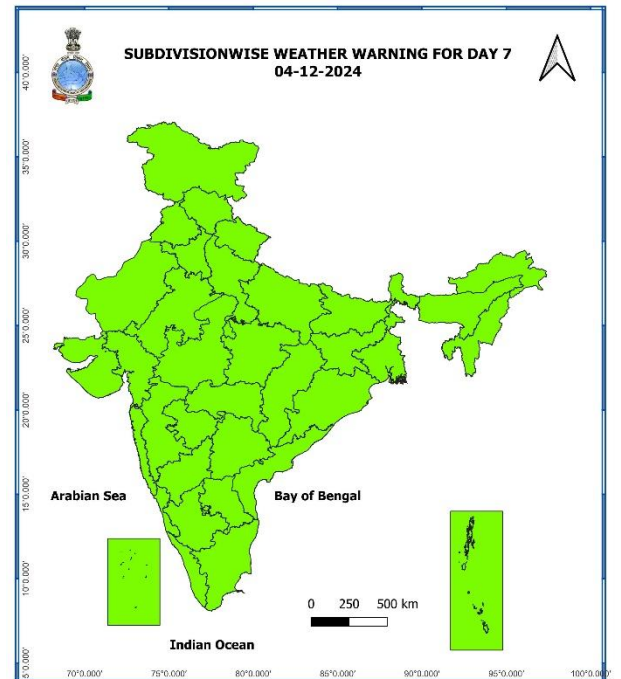 SUBDIVISIONWISE WEATHER WARNING FOR DAY 7
04-12-2024
40°0.000'
35°0.000'
30°0.000'
25°0.000'
20°0.000'
15°0.000'
10°0.000'
5°0.000'
Arabian Sea
Bay of Bengal
0 250 500 km
Indian Ocean
70°0.000' 75°0.000' 80°0.000' 85°0.000' 90°0.000' 95°0.000' 100°0.000'